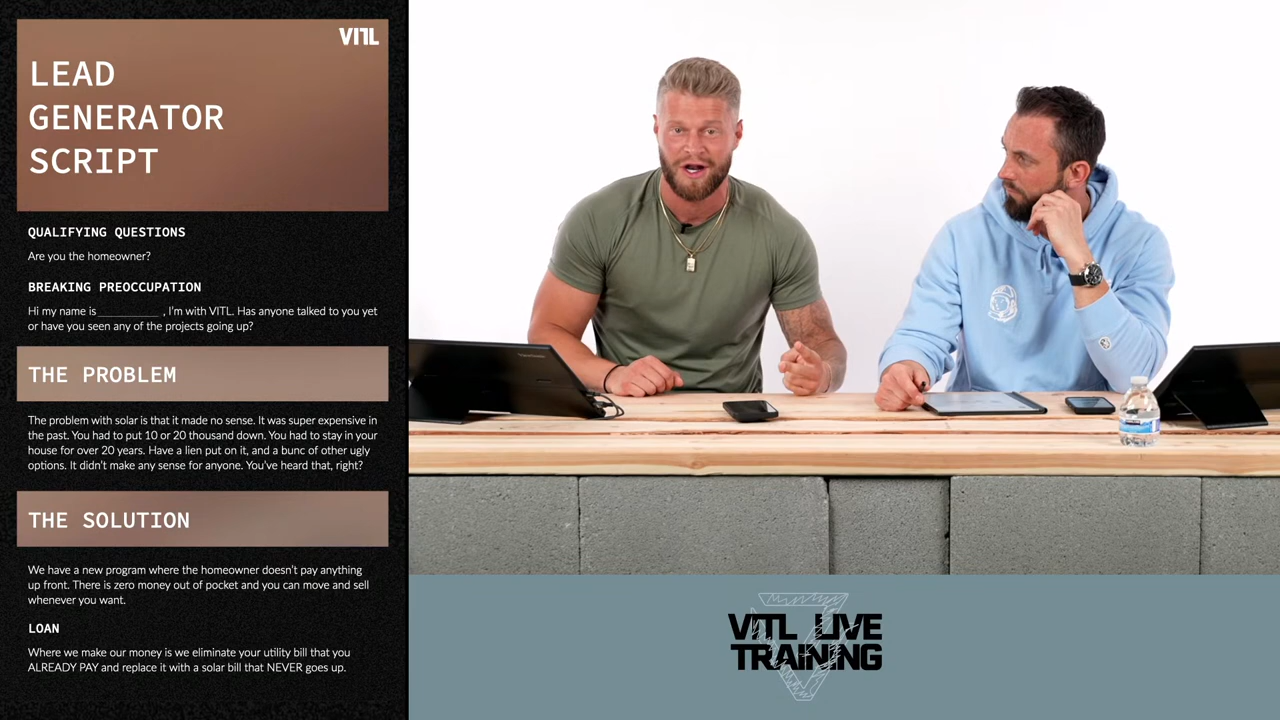 VITL
LEAD
GENERATOR
SCRIPT
QUALIFYING QUESTIONS
Are you the homeowner?
BREAKING PREOCCUPATION
Hi my name is __________ , I'm with VITL. Has anyone talked to you yet
or have you seen any of the projects going up?
THE PROBLEM
The problem with solar is that it made no sense. It was super expensive in
the past. You had to put 10 or 20 thousand down. You had to stay in your
house for over 20 years. Have a lien put on it, and a bunc of other ugly
options. It didn't make any sense for anyone. You've heard that, right?
THE SOLUTION
We have a new program where the homeowner doesn't pay anything
up front. There is zero money out of pocket and you can move and sell
whenever you want.
LOAN
Where we make our money is we eliminate your utility bill that you
ALREADY PAY and replace it with a solar bill that NEVER goes up.
VITL LIVE
TRAINING